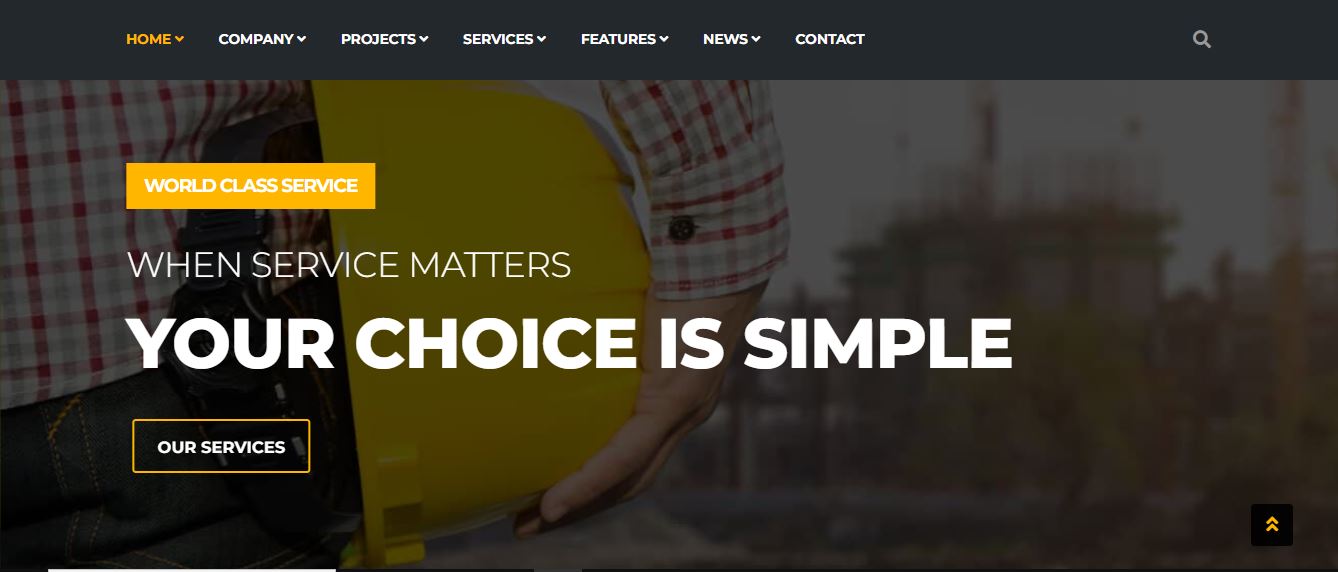 HOME COMPANY PROJECTS SERVICES FEATURES NEWS CONTACT
WORLD CLASS SERVICE
WHEN SERVICE MATTERS
YOUR CHOICE IS SIMPLE
OUR SERVICES